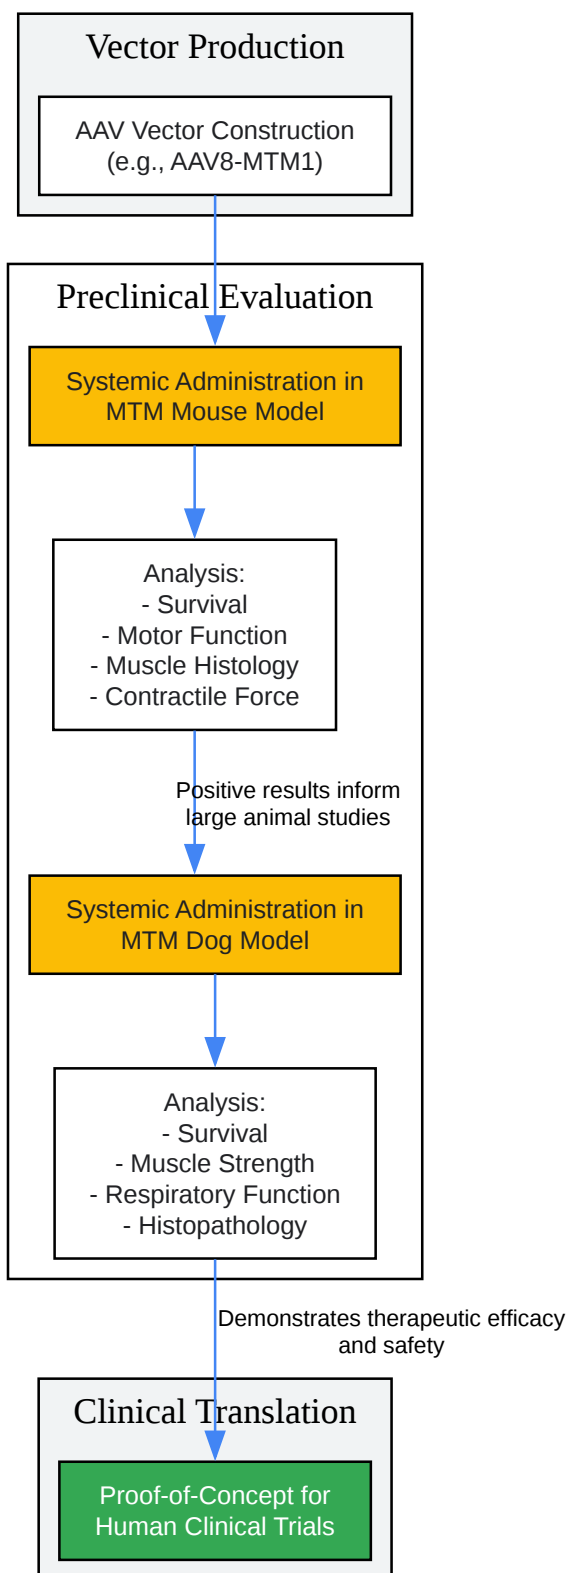 Vector Production
AAV Vector Construction
(e.g., AAV8-MTM1)
Preclinical Evaluation
Systemic Administration in
MTM Mouse Model
Analysis:
- Survival
- Motor Function
- Muscle Histology
- Contractile Force
Positive results inform
large animal studies
Systemic Administration in
MTM Dog Model
Analysis:
- Survival
- Muscle Strength
- Respiratory Function
- Histopathology
Demonstrates therapeutic efficacy
and safety
Clinical Translation
Proof-of-Concept for
Human Clinical Trials